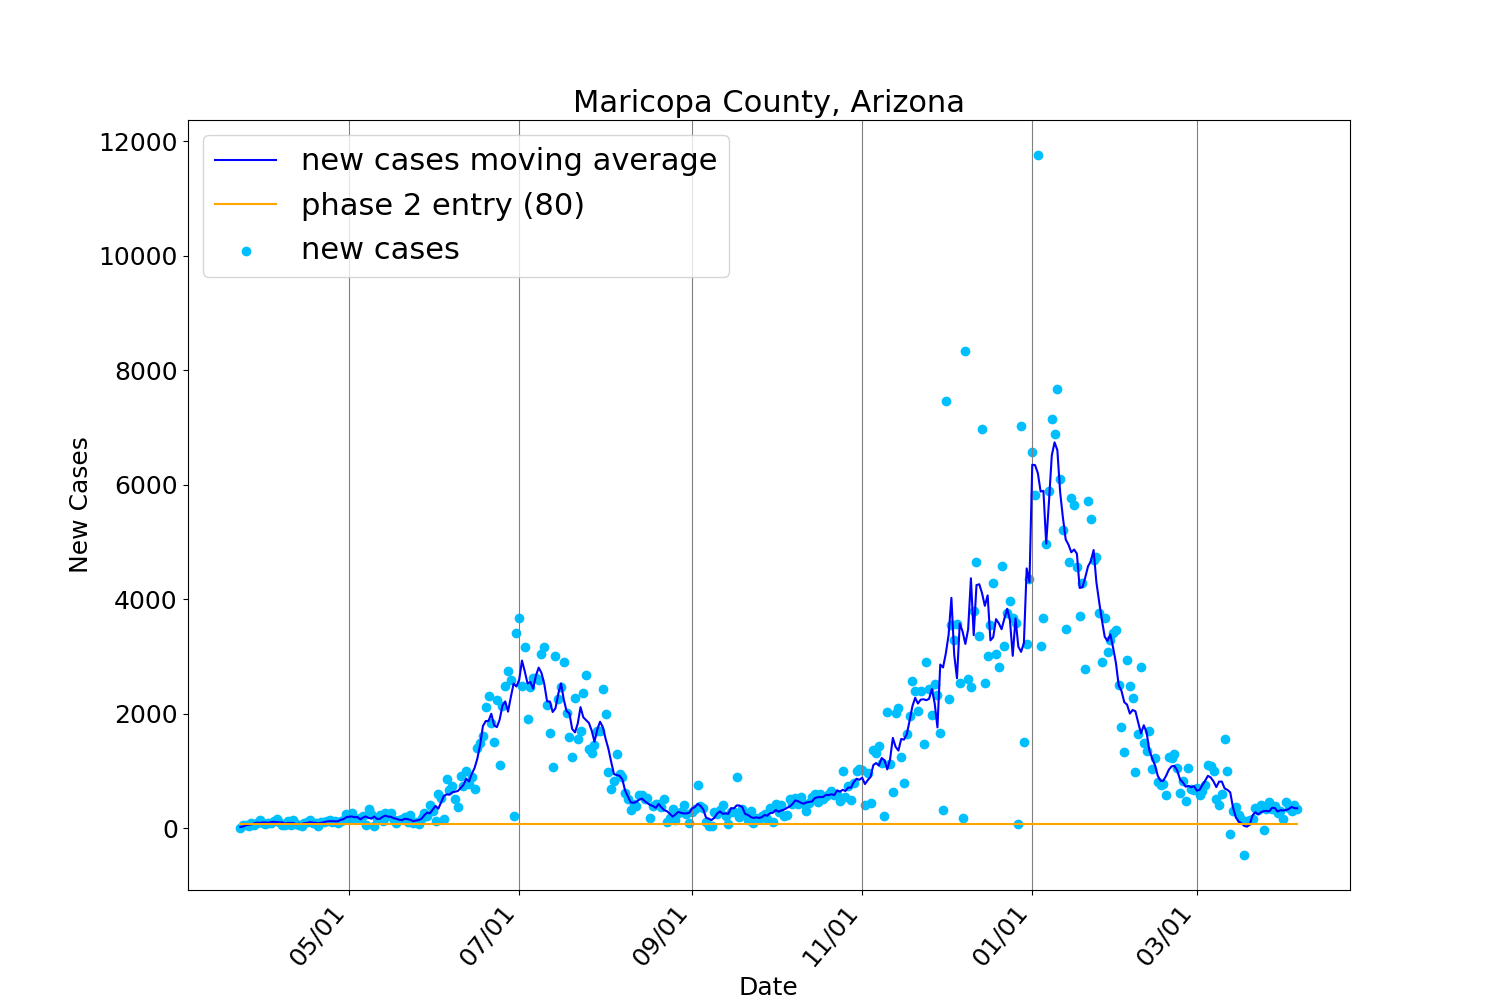 Maricopa County, Arizona
12000
10000
8000
6000
4000
2000
0
New Cases
new cases moving average
phase 2 entry (80)
new cases
05/01
07/01
09/01
11/01
01/01
03/01
Date